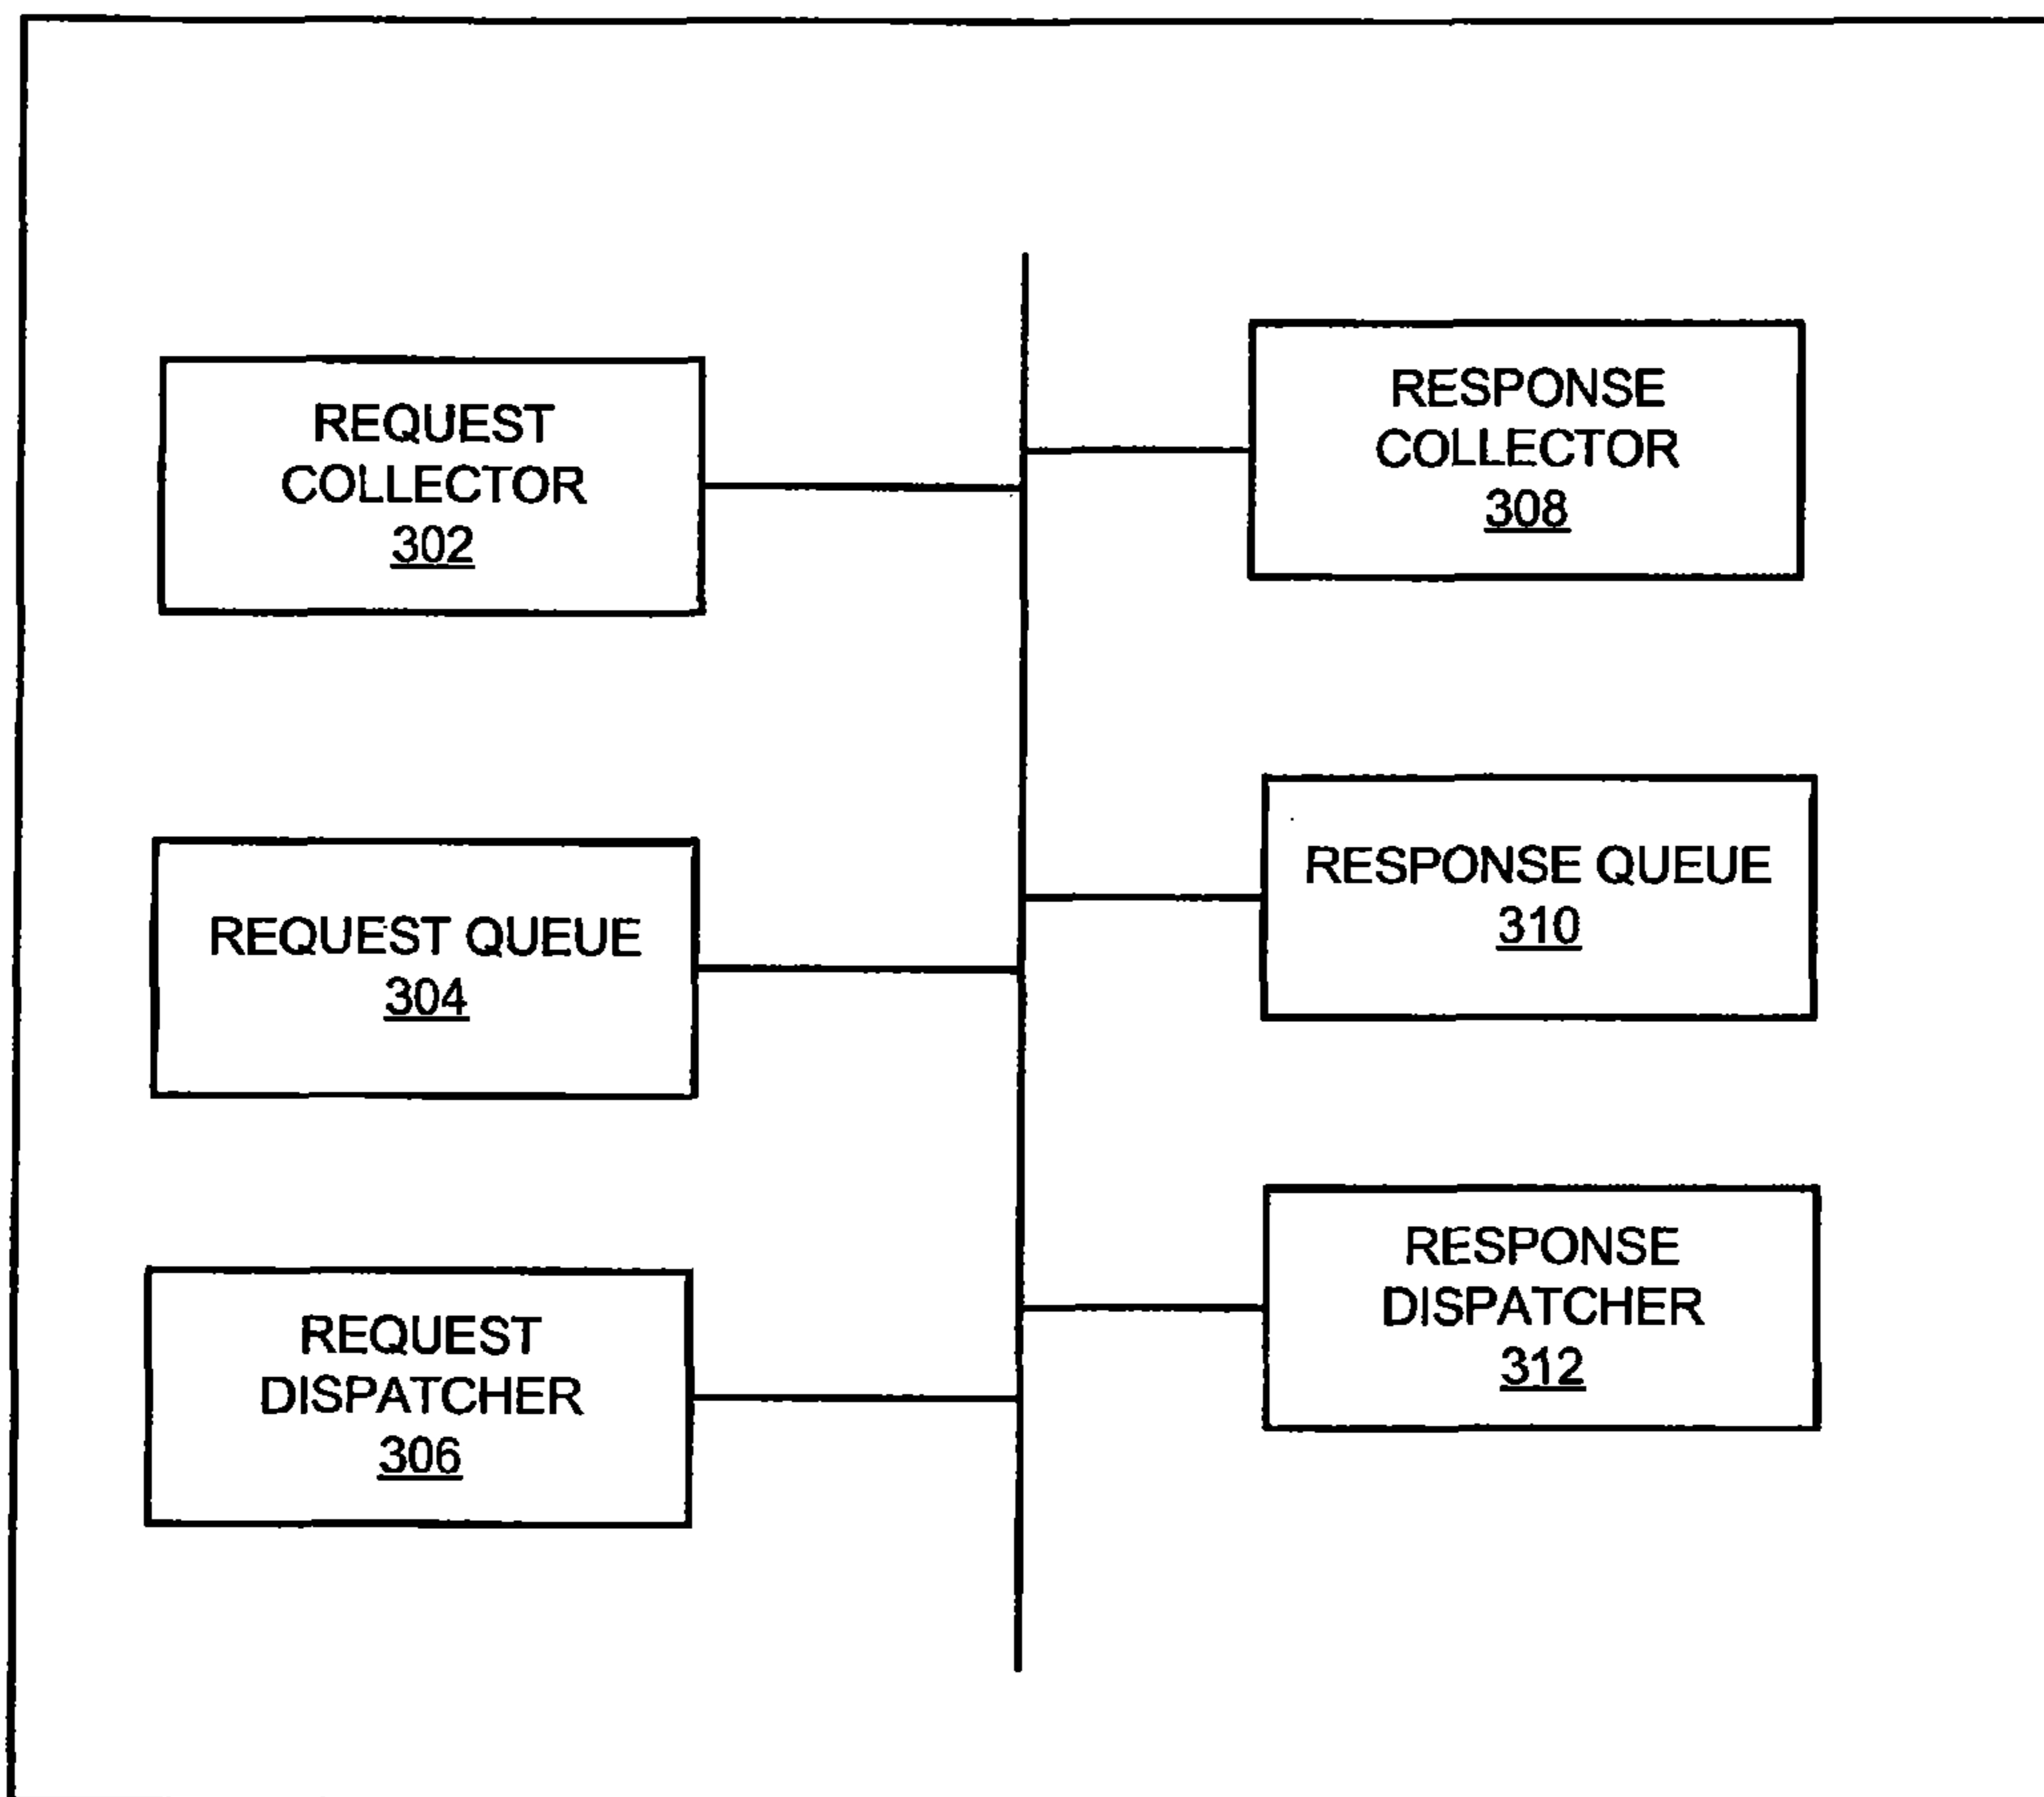 REQUEST
COLLECTOR
302
REQUEST QUEUE
304
REQUEST
DISPATCHER
306
RESPONSE
COLLECTOR
308
RESPONSE QUEUE
310
RESPONSE
DISPATCHER
312